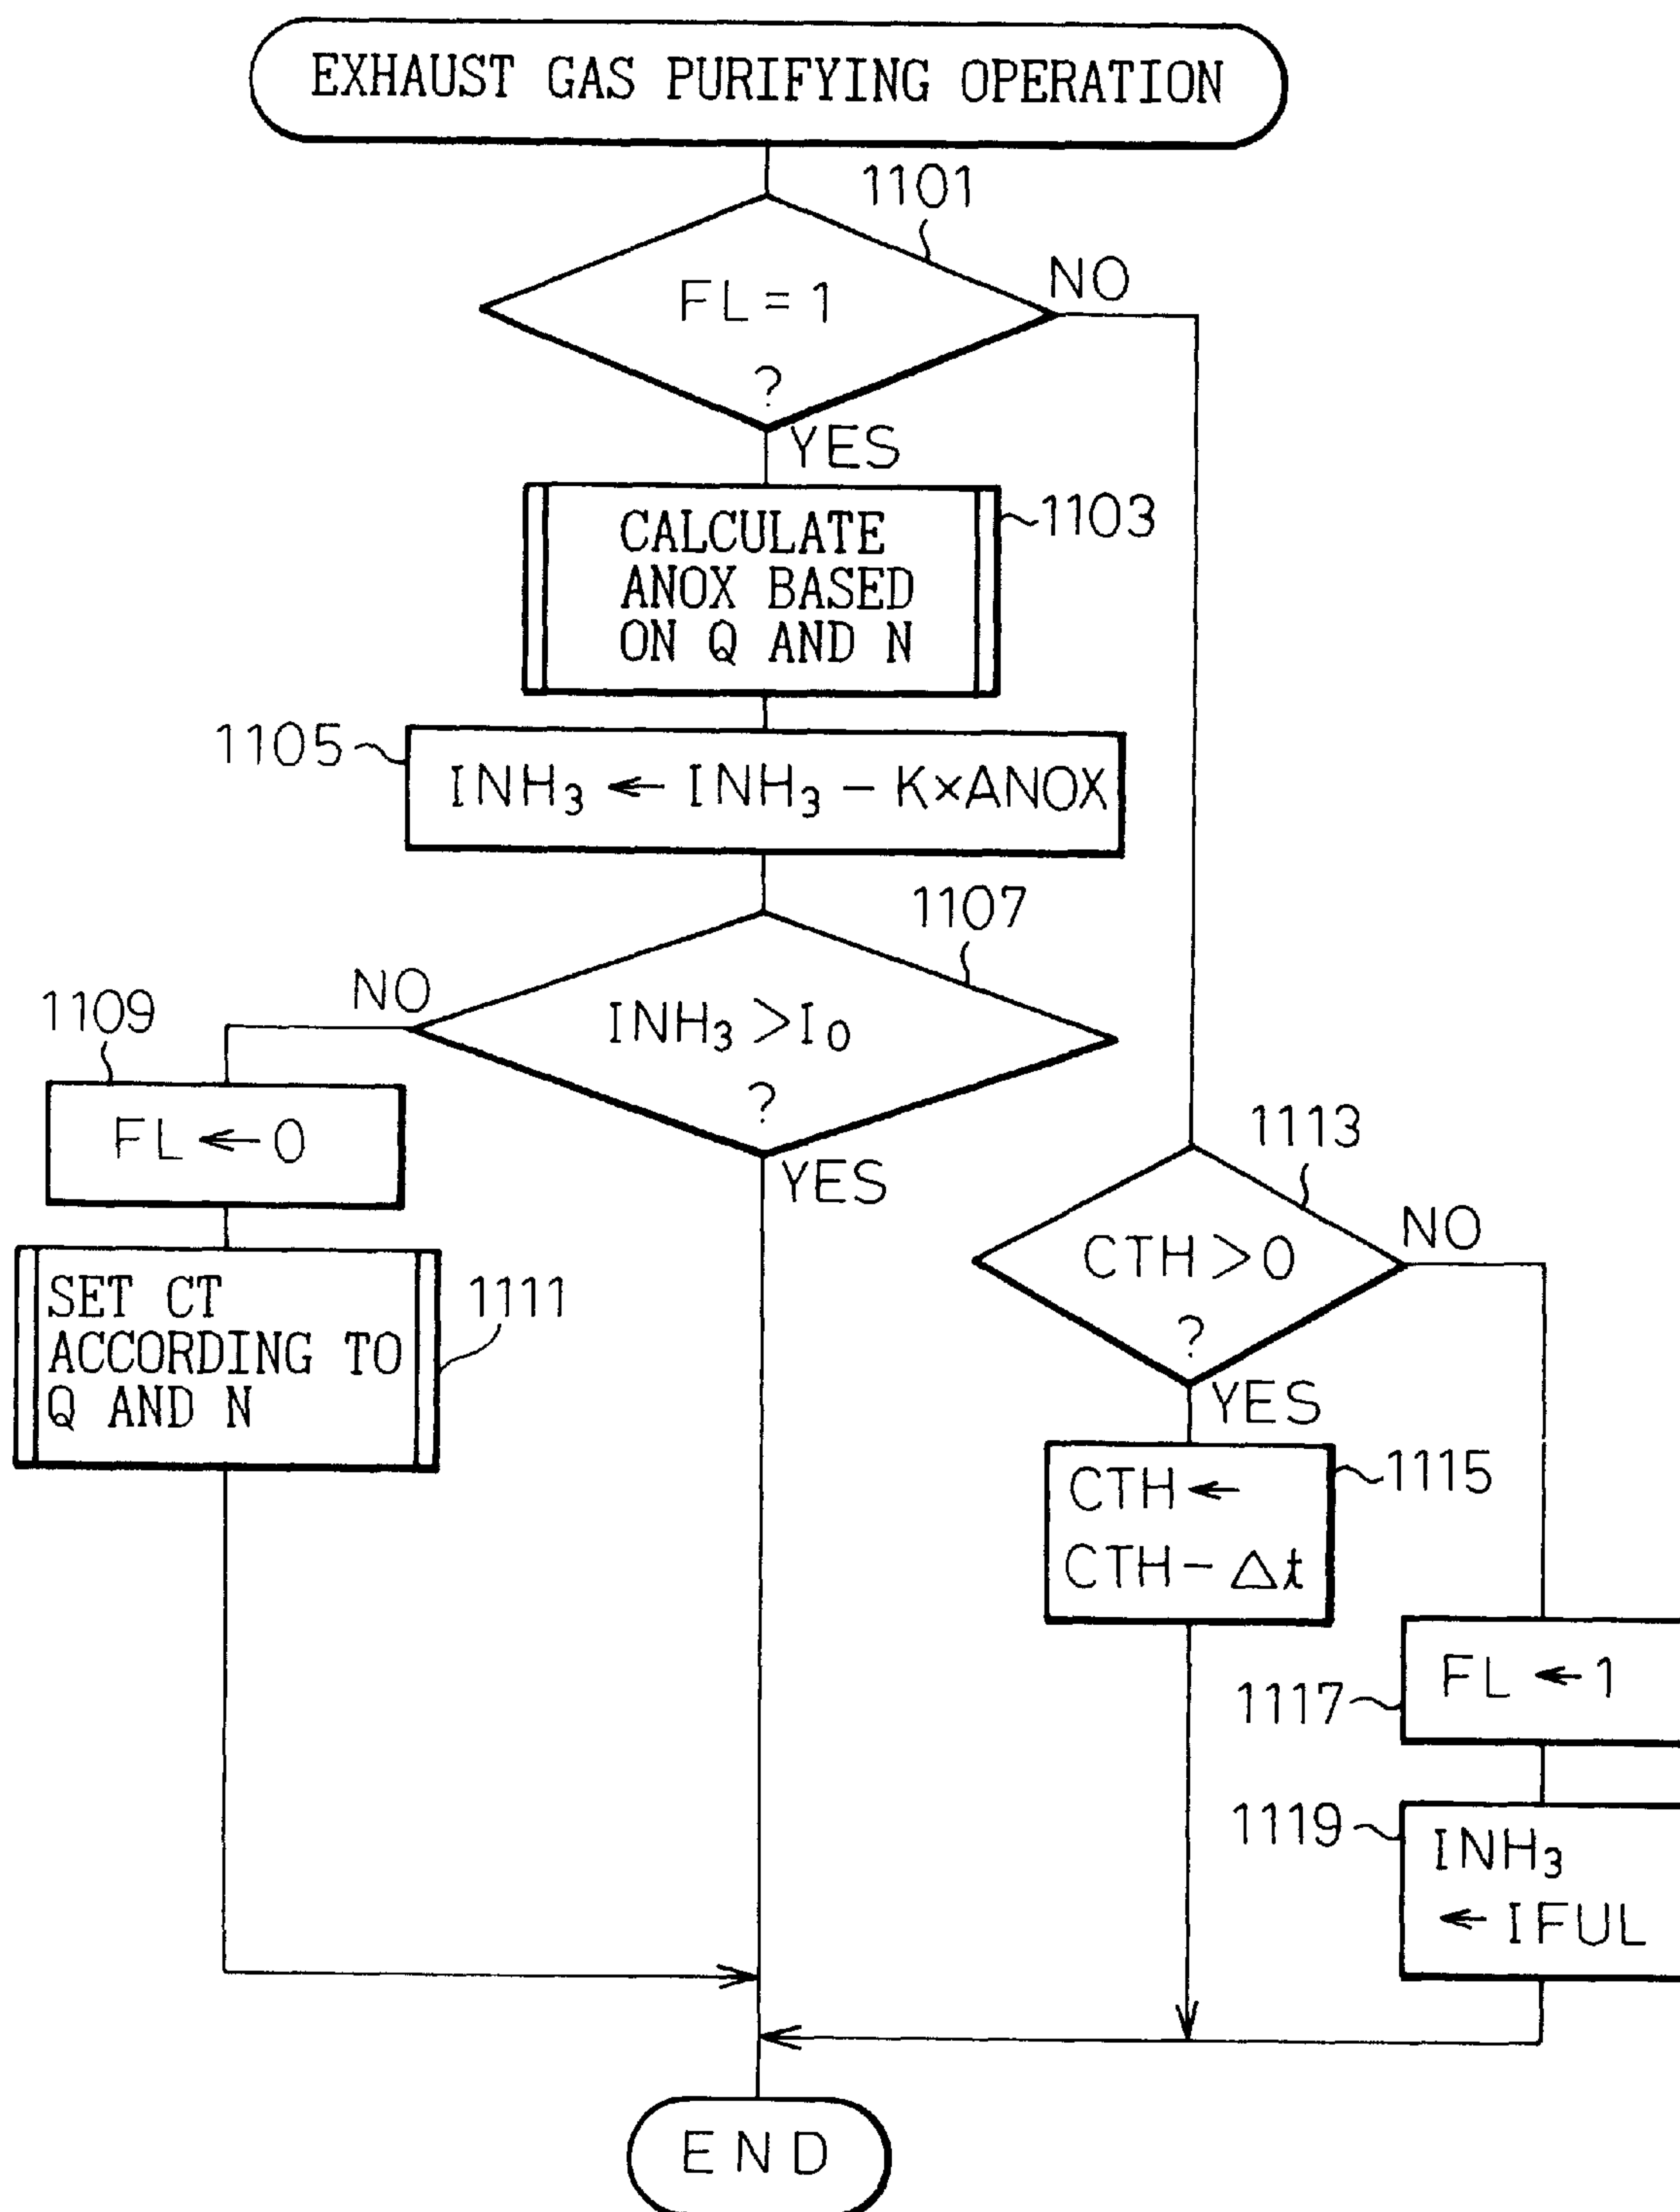 EXHAUST GAS PURIFYING OPERATION
1101
FL = 1
?
NO
YES
CALCULATE
ANOX BASED
ON Q AND N
1103
1105
INH₃ ← INH₃ − K×ANOX
1107
INH₃ > I₀
?
NO
YES
1109
FL ← 0
SET CT
ACCORDING TO
Q AND N
1111
1113
CTH > 0
?
NO
YES
CTH ←
CTH − Δt
1115
FL ← 1
1117
1119
INH₃
← IFUL
END